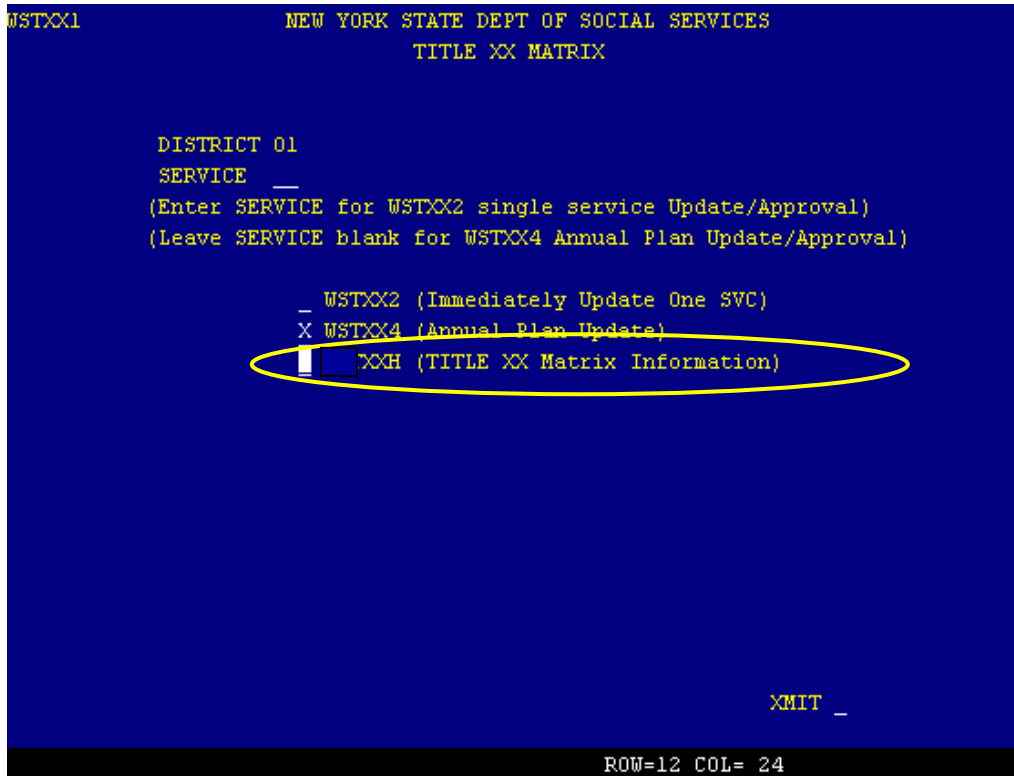 WSTXX1 NEW YORK STATE DEPT OF SOCIAL SERVICES
TITLE XX MATRIX
DISTRICT 01
SERVICE __
(Enter SERVICE for WSTXX2 single service Update/Approval)
(Leave SERVICE blank for WSTXX4 Annual Plan Update/Approval)
_ WSTXX2 (Immediately Update One SVC)
X WSTXX4 (Annual Plan Update)
XXH (TITLE XX Matrix Information)
XMIT _
ROW=12 COL= 24